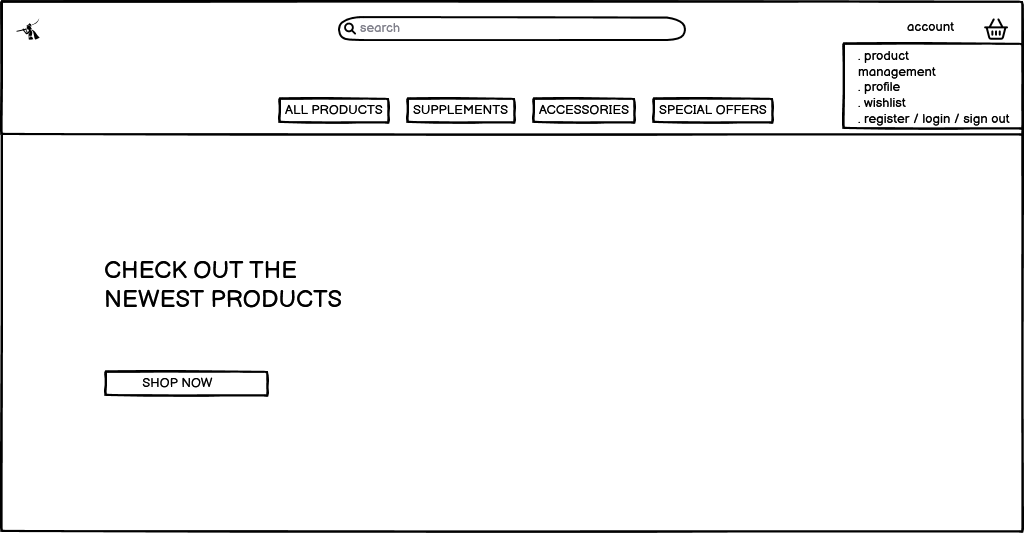 search
account
. product
management
. profile
. wishlist
. register / login / sign out
ALL PRODUCTS
SUPPLEMENTS
ACCESSORIES
SPECIAL OFFERS
CHECK OUT THE
NEWEST PRODUCTS
SHOP NOW